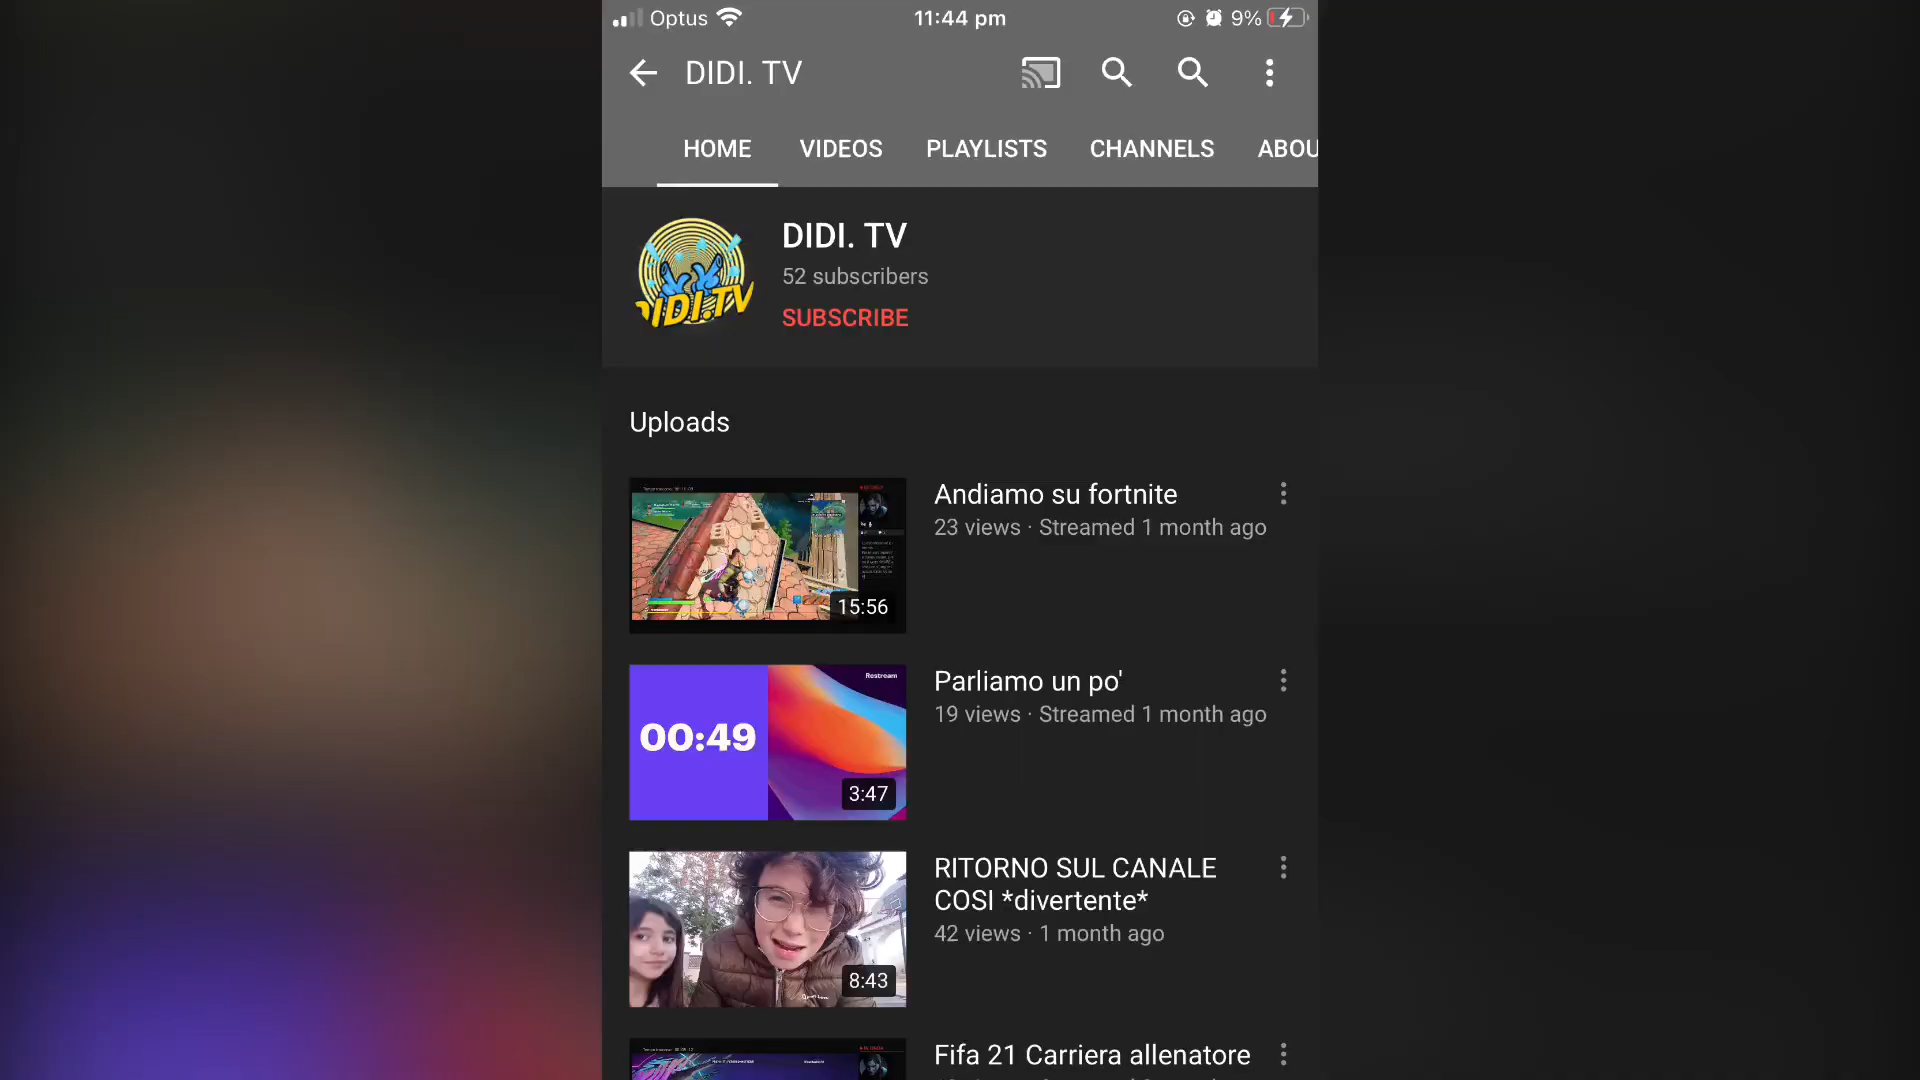 Optus
11:44 pm
9%
DIDI. TV
HOME VIDEOS PLAYLISTS CHANNELS ABOU
DIDI.TV
DIDI. TV
52 subscribers
SUBSCRIBE
Uploads
15:56
Andiamo su fortnite
23 views · Streamed 1 month ago
Restream
00:49
3:47
Parliamo un po'
19 views · Streamed 1 month ago
8:43
RITORNO SUL CANALE
COSI *divertente*
42 views · 1 month ago
Fifa 21 Carriera allenatore